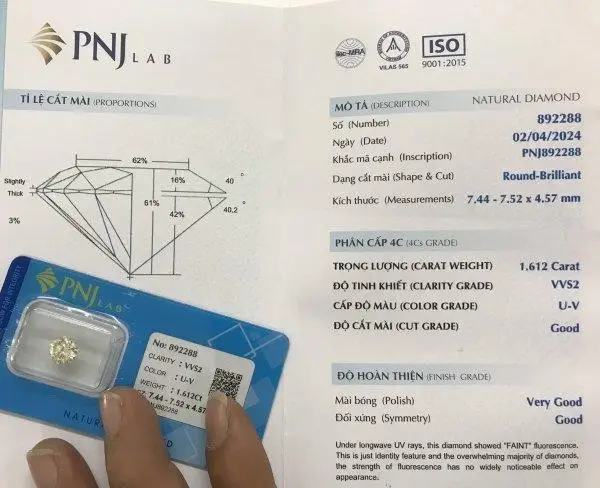 PNJ LAB
ilac-MRA
VILAS 565
ISO
9001:2015
TỈ LỆ CẮT MÀI (PROPORTIONS)
62%
16%
40 °
Slightly
Thick
61%
42%
40.2 °
3%
MÔ TẢ (DESCRIPTION) NATURAL DIAMOND
Số (Number) 892288
Ngày (Date) 02/04/2024
Khắc mã cạnh (Inscription) PNJ892288
Dạng cắt mài (Shape & Cut) Round-Brilliant
Kích thước (Measurements) 7.44 - 7.52 x 4.57 mm
PHÂN CẤP 4C (4Cs GRADE)
TRỌNG LƯỢNG (CARAT WEIGHT) 1.612 Carat
ĐỘ TINH KHIẾT (CLARITY GRADE) VVS2
CẤP ĐỘ MÀU (COLOR GRADE) U-V
ĐỘ CẮT MÀI (CUT GRADE) Good
ĐỘ HOÀN THIỆN (FINISH GRADE)
Mài bóng (Polish) Very Good
Đối xứng (Symmetry) Good
Under longwave UV rays, this diamond showed "FAINT" fluorescence.
This is just identity feature and the overwhelming majority of diamonds,
the strength of fluorescence has no widely noticeable effect on
appearance.
PNJ LAB
No: 892288
CLARITY : VVS2
COLOR : U-V
WEIGHT : 1.612Ct
7.44 - 7.52 x 4.57
892288